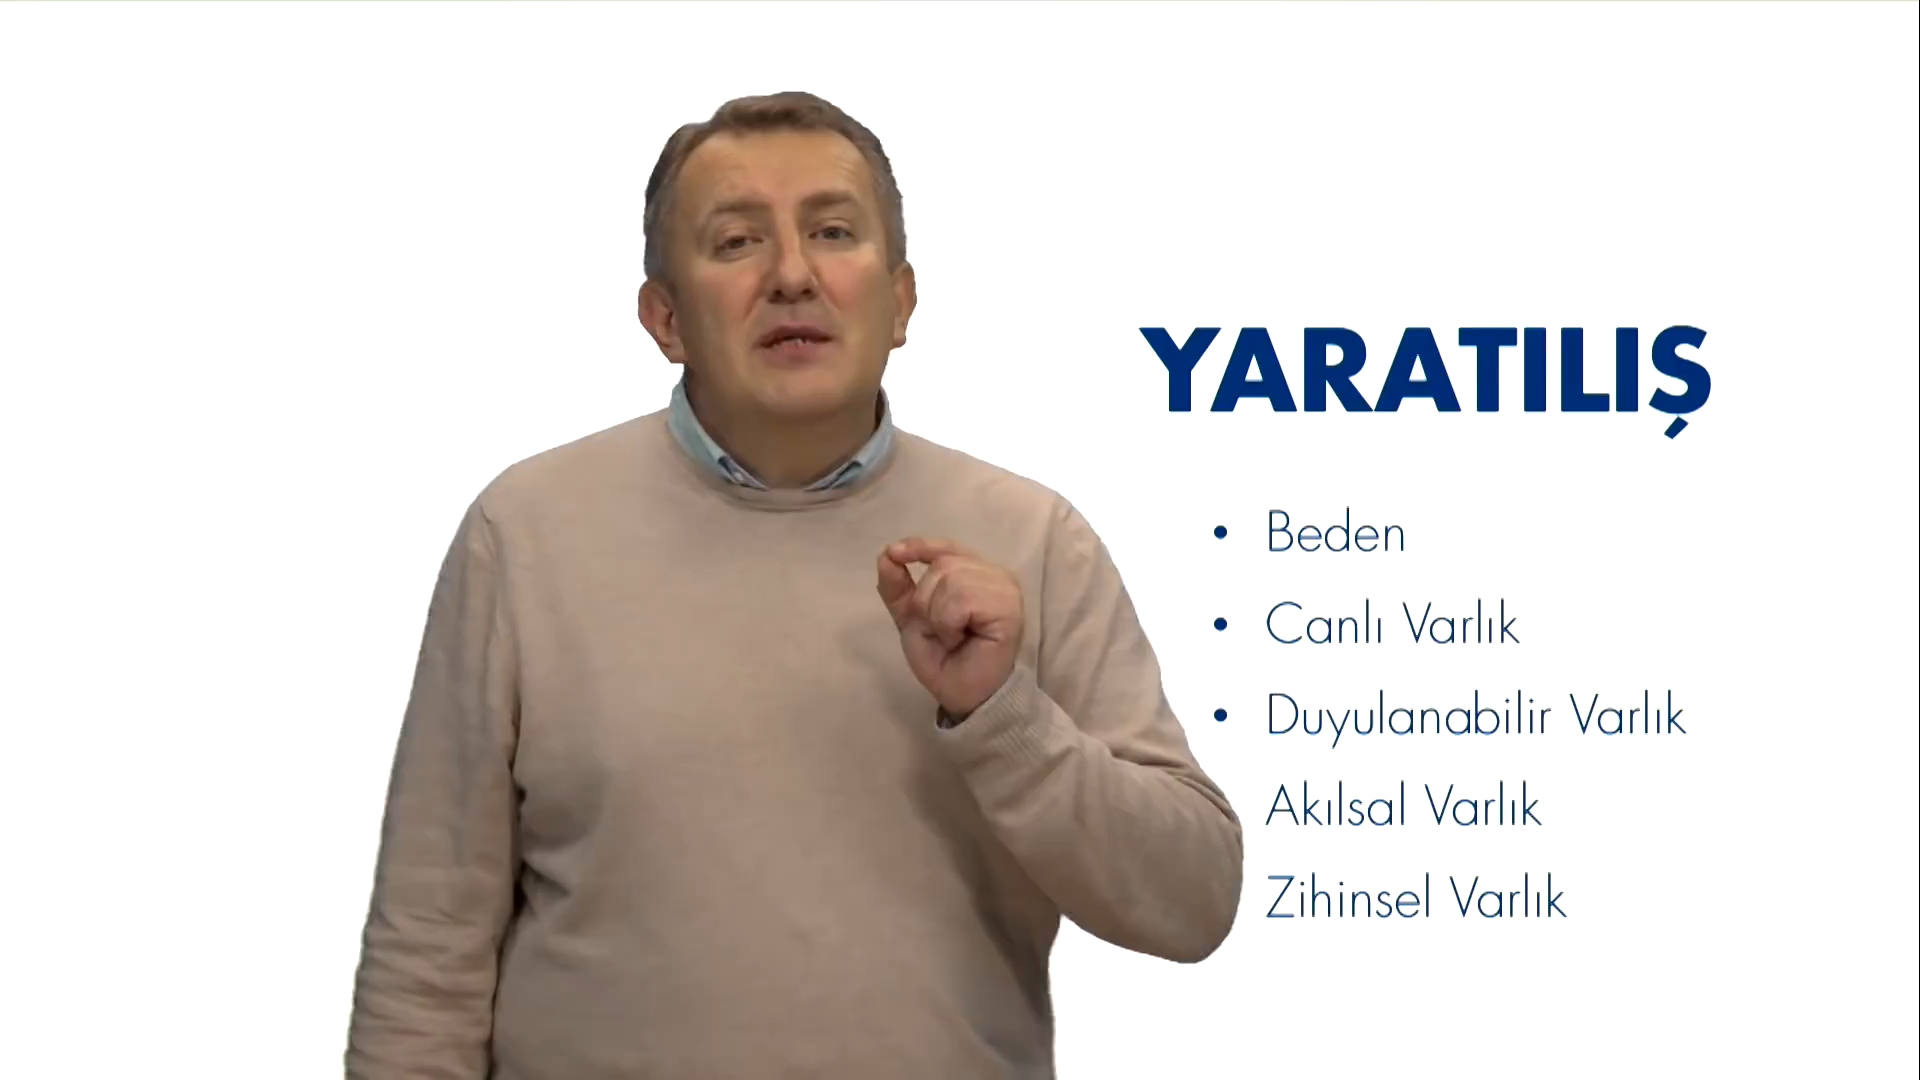 YARATILIŞ
• Beden
• Canlı Varlık
• Duyulanabilir Varlık
Akılsal Varlık
Zihinsel Varlık